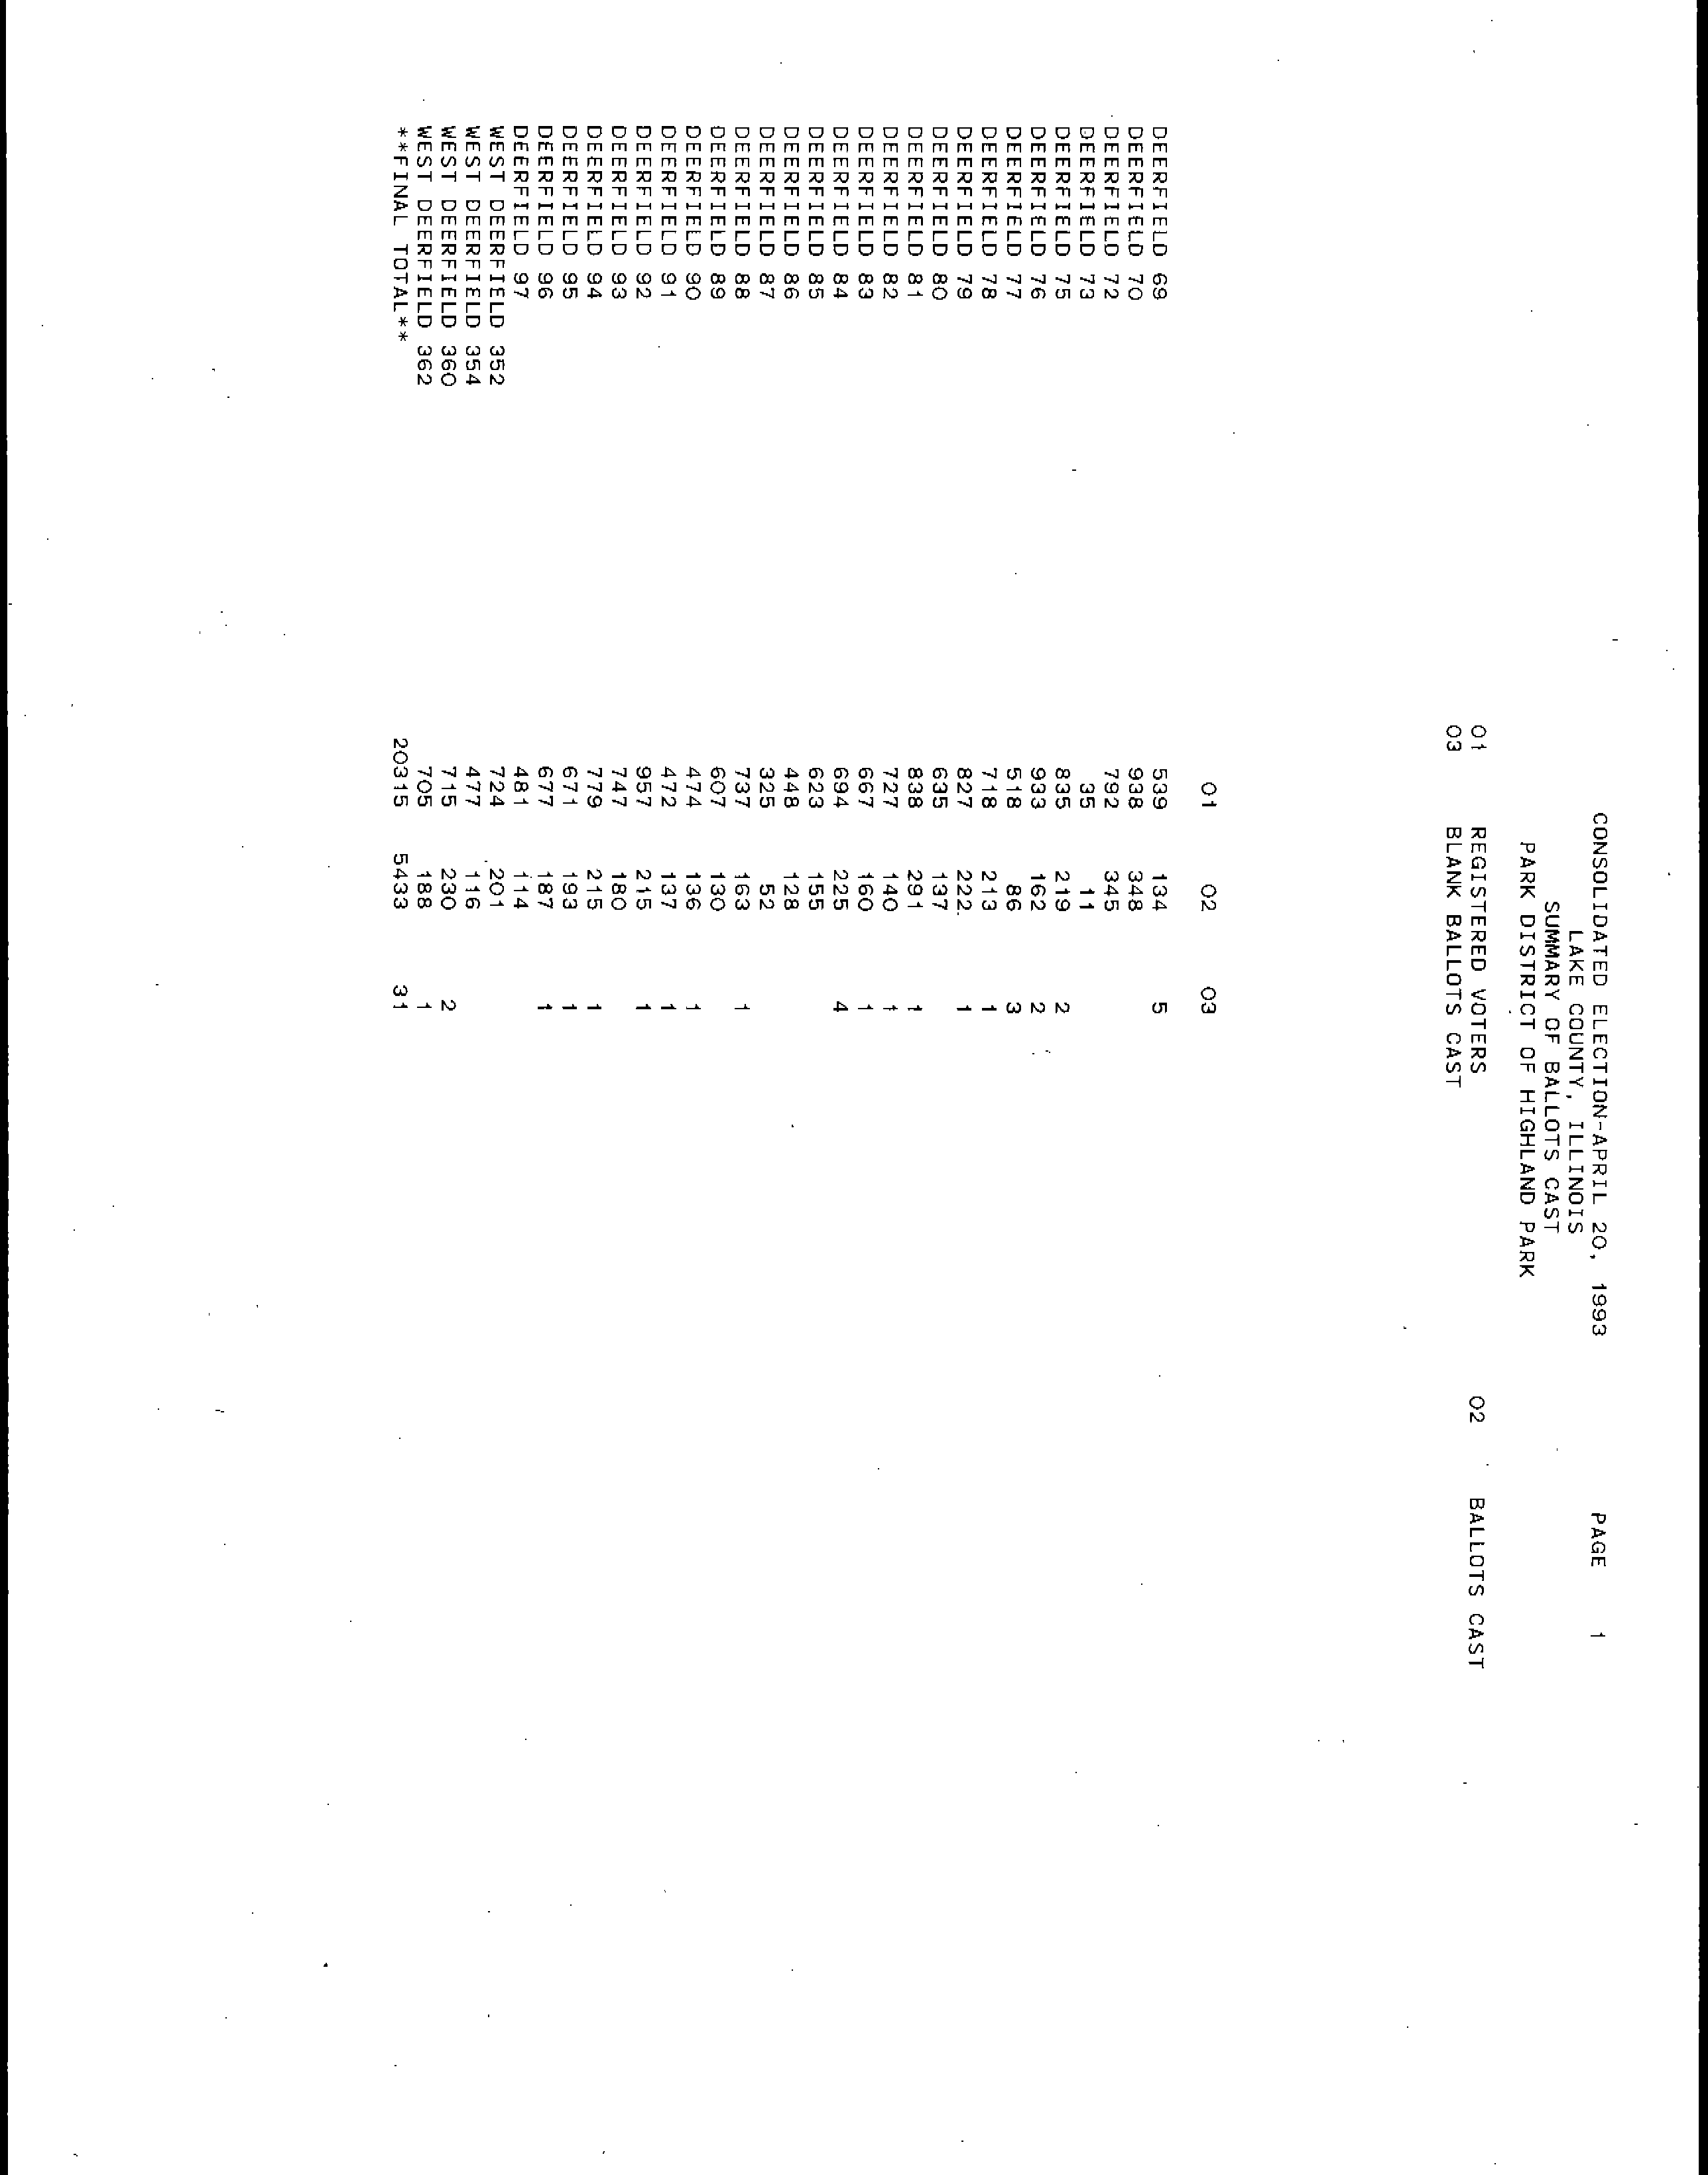 CONSOLIDATED ELECTION-APRIL 20, 1993 PAGE 1
LAKE COUNTY, ILLINOIS
SUMMARY OF BALLOTS CAST
PARK DISTRICT OF HIGHLAND PARK
01 REGISTERED VOTERS 02 BALLOTS CAST
03 BLANK BALLOTS CAST
01 02 03
DEERFIELD 69 539 134 5
DEERFIELD 70 938 348
DEERFIELD 72 792 345
DEERFIELD 73 35 11
DEERFIELD 75 835 219 2
DEERFIELD 76 933 162 2
DEERFIELD 77 518 86 3
DEERFIELD 78 718 213 1
DEERFIELD 79 827 222 1
DEERFIELD 80 635 137
DEERFIELD 81 838 291 1
DEERFIELD 82 727 140 1
DEERFIELD 83 667 160 1
DEERFIELD 84 694 225 4
DEERFIELD 85 623 155
DEERFIELD 86 448 128
DEERFIELD 87 325 52
DEERFIELD 88 737 163 1
DEERFIELD 89 607 130
DEERFIELD 90 474 136 1
DEERFIELD 91 472 137 1
DEERFIELD 92 957 215 1
DEERFIELD 93 747 180
DEERFIELD 94 779 215 1
DEERFIELD 95 671 193 1
DEERFIELD 96 677 187 1
DEERFIELD 97 481 114
WEST DEERFIELD 352 724 201
WEST DEERFIELD 354 477 116
WEST DEERFIELD 360 715 230 2
WEST DEERFIELD 362 705 188 1
**FINAL TOTAL** 20315 5433 31